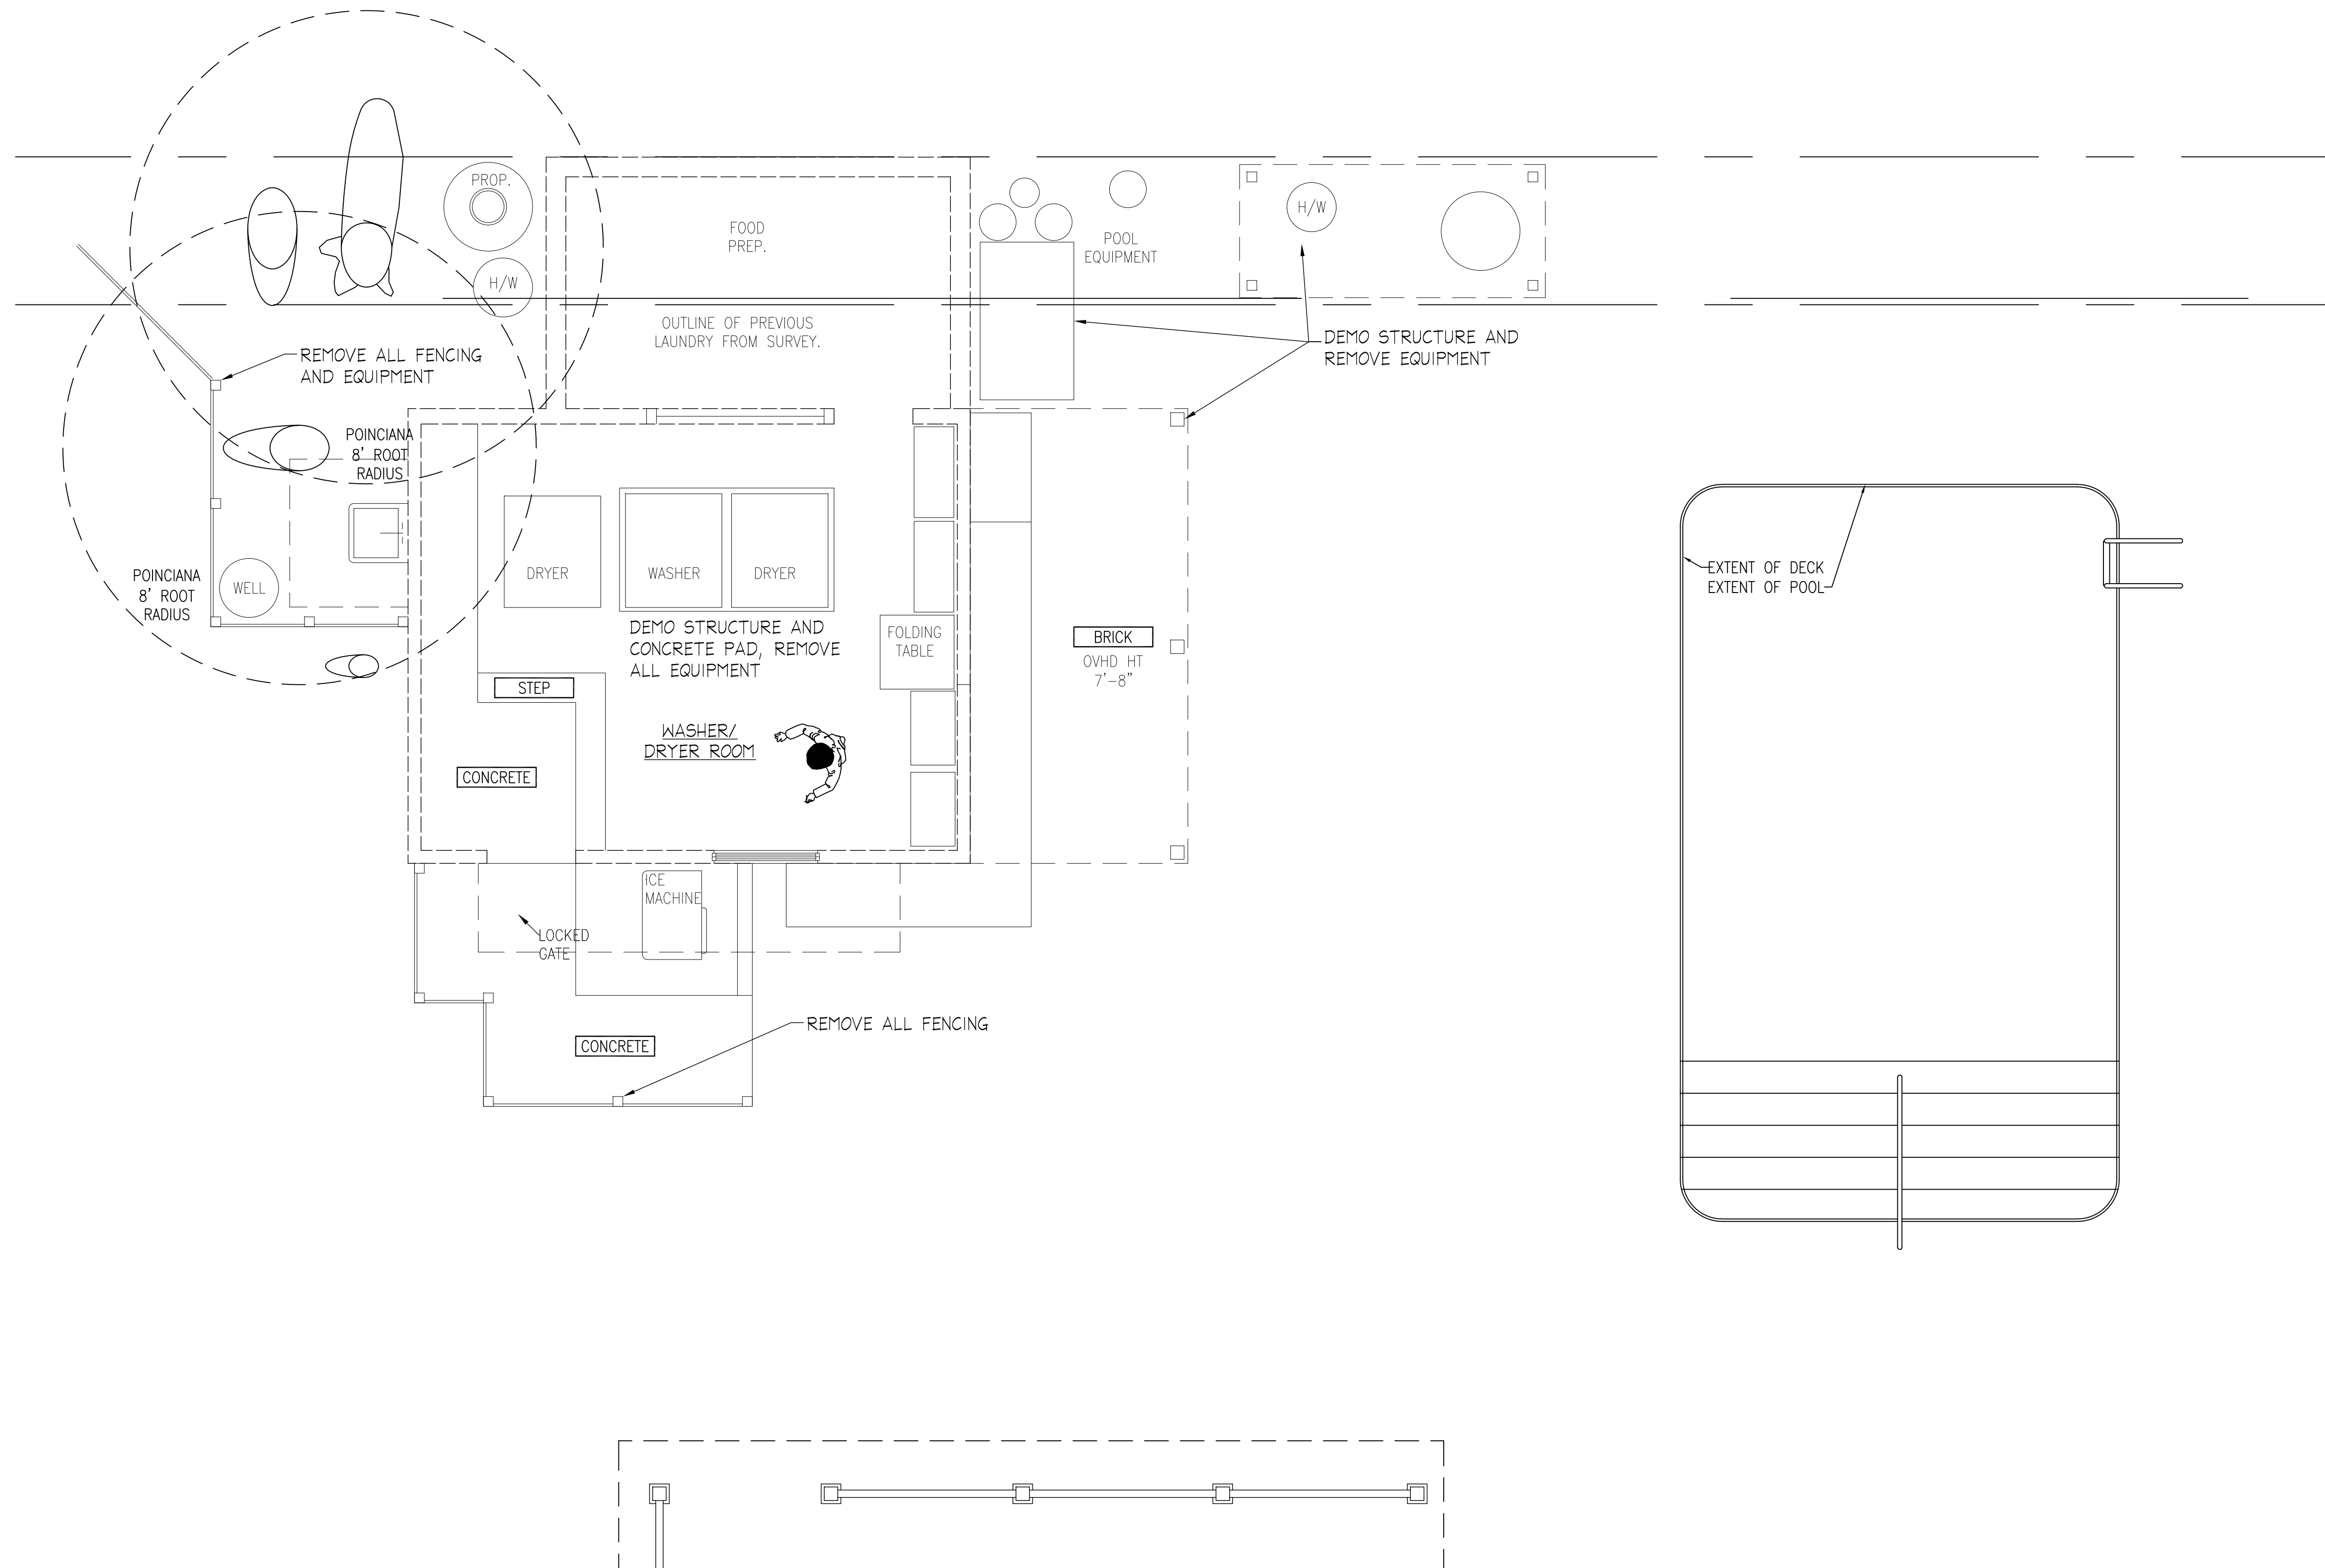 PROP.
H/W
FOOD
PREP.
POOL
EQUIPMENT
H/W
OUTLINE OF PREVIOUS
LAUNDRY FROM SURVEY.
DEMO STRUCTURE AND
REMOVE EQUIPMENT
REMOVE ALL FENCING
AND EQUIPMENT
POINCIANA
8' ROOT
RADIUS
POINCIANA
8' ROOT
RADIUS
WELL
DRYER
WASHER
DRYER
DEMO STRUCTURE AND
CONCRETE PAD, REMOVE
ALL EQUIPMENT
FOLDING
TABLE
BRICK
OVHD HT
7'-8"
STEP
WASHER/
DRYER ROOM
CONCRETE
ICE
MACHINE
LOCKED
GATE
REMOVE ALL FENCING
CONCRETE
EXTENT OF DECK
EXTENT OF POOL